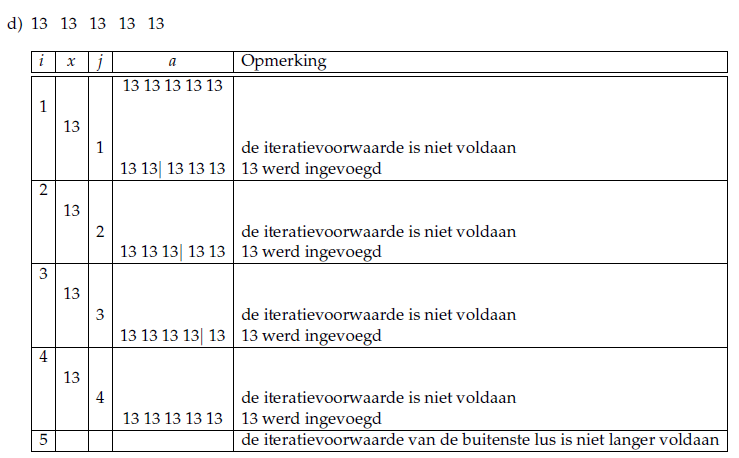 d) 13 13 13 13 13
i x j a Opmerking
13 13 13 13 13
1
13
1 de iteratievoorwaarde is niet voldaan
13 13| 13 13 13 13 werd ingevoegd
2
13
2 de iteratievoorwaarde is niet voldaan
13 13 13| 13 13 13 werd ingevoegd
3
13
3 de iteratievoorwaarde is niet voldaan
13 13 13 13| 13 13 werd ingevoegd
4
13
4 de iteratievoorwaarde is niet voldaan
13 13 13 13 13 13 werd ingevoegd
5 de iteratievoorwaarde van de buitenste lus is niet langer voldaan